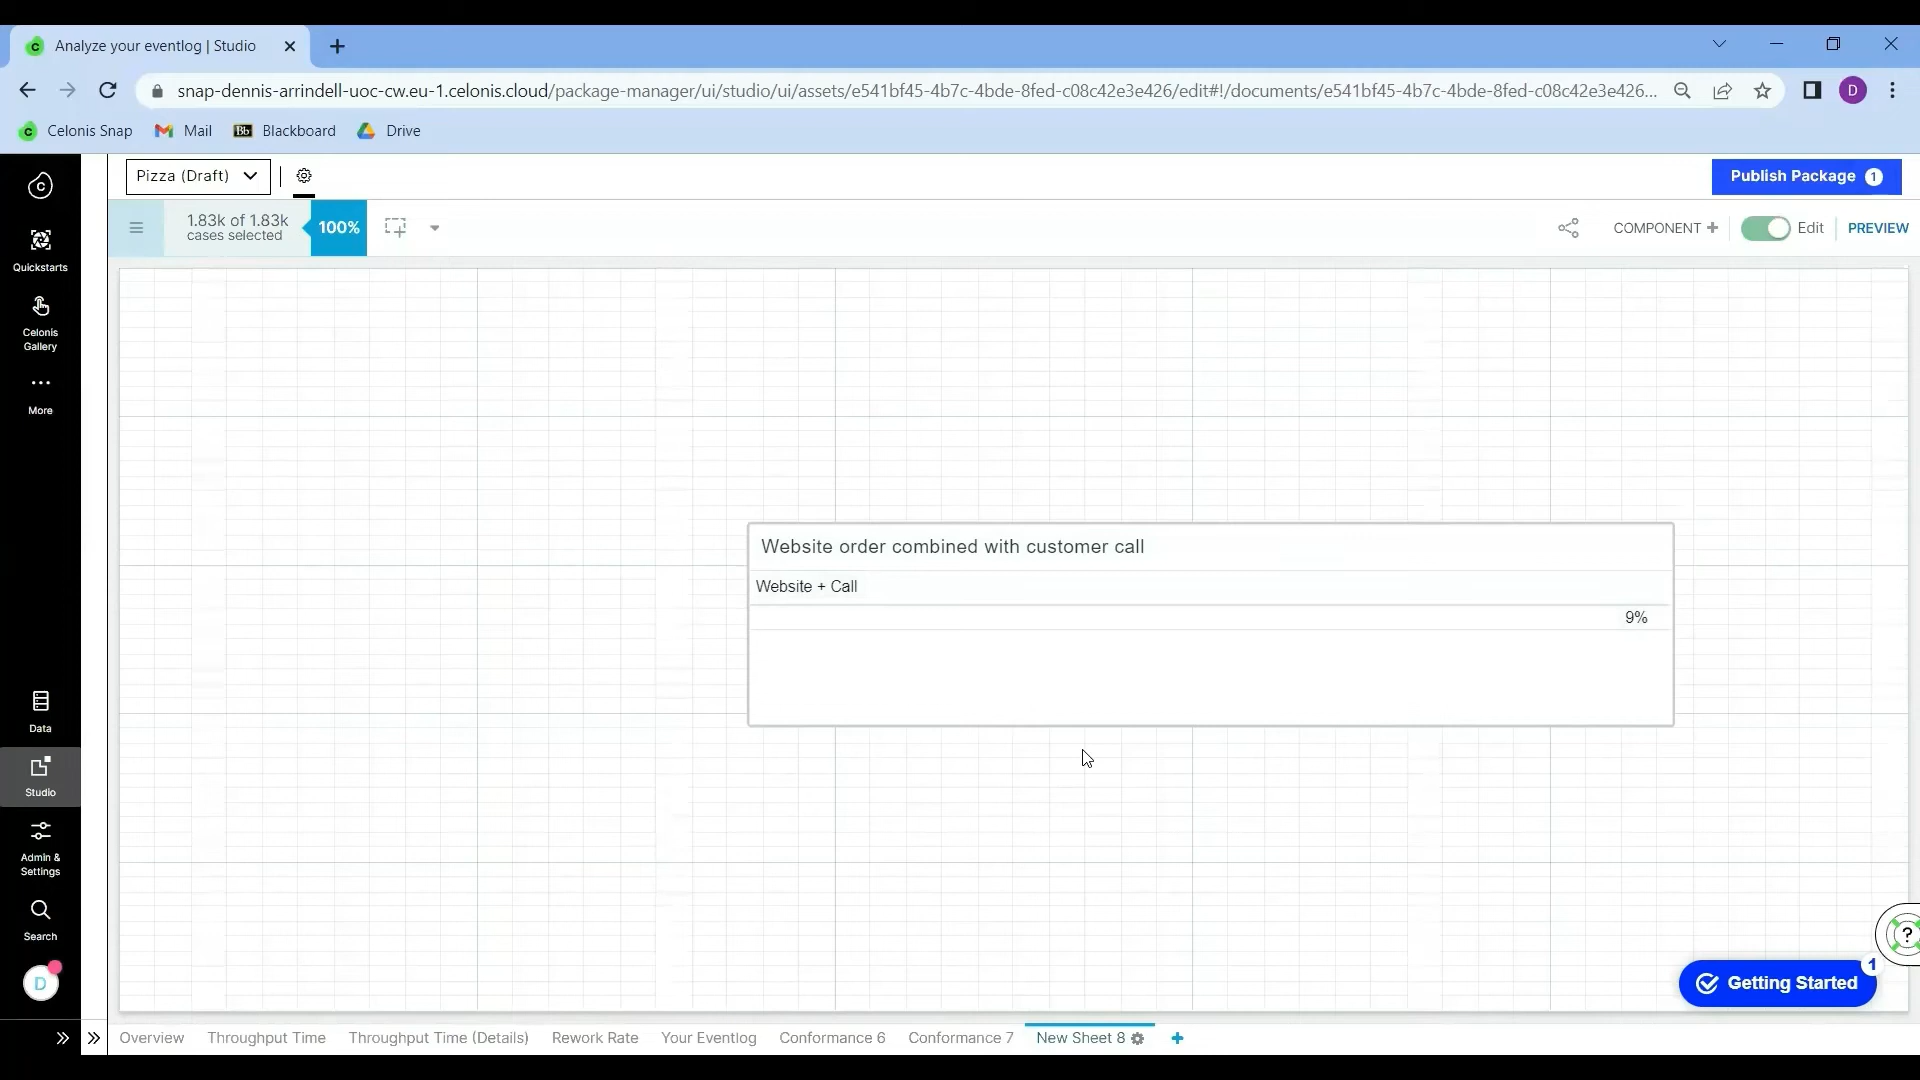 Analyze your eventlog | Studio
snap-dennis-arrindell-uoc-cw.eu-1.celonis.cloud/package-manager/ui/studio/ui/assets/e541bf45-4b7c-4bde-8fed-c08c42e3e426/edit#!/documents/e541bf45-4b7c-4bde-8fed-c08c42e3e426...
D
Celonis Snap
Mail
Bb
Blackboard
Drive
Pizza (Draft)
Publish Package 1
1.83k of 1.83k
cases selected
100%
COMPONENT +
Edit
PREVIEW
Quickstarts
Celonis
Gallery
More
Data
Studio
Admin &
Settings
Search
D
Website order combined with customer call
Website + Call
9%
?
1
Getting Started
Overview
Throughput Time
Throughput Time (Details)
Rework Rate
Your Eventlog
Conformance 6
Conformance 7
New Sheet 8